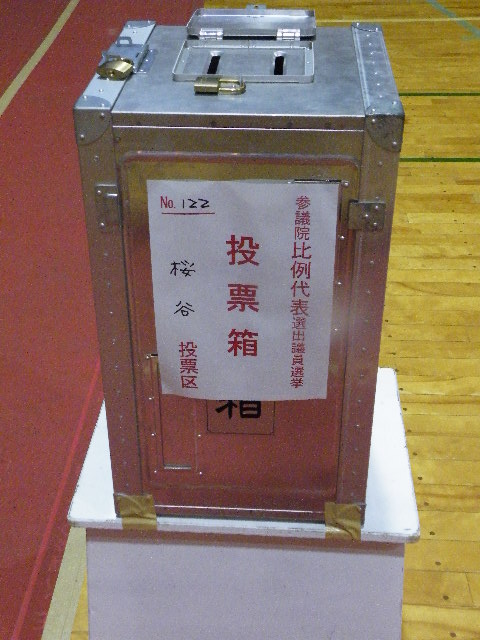 No. 122
参議院比例代表選出議員選挙
投票箱
桜谷 投票区
箱